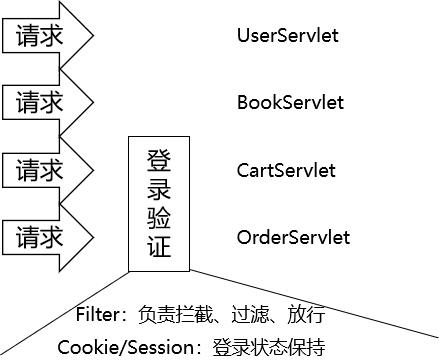 请求
UserServlet
请求
BookServlet
请求
CartServlet
请求
OrderServlet
登录验证
Filter：负责拦截、过滤、放行
Cookie/Session：登录状态保持